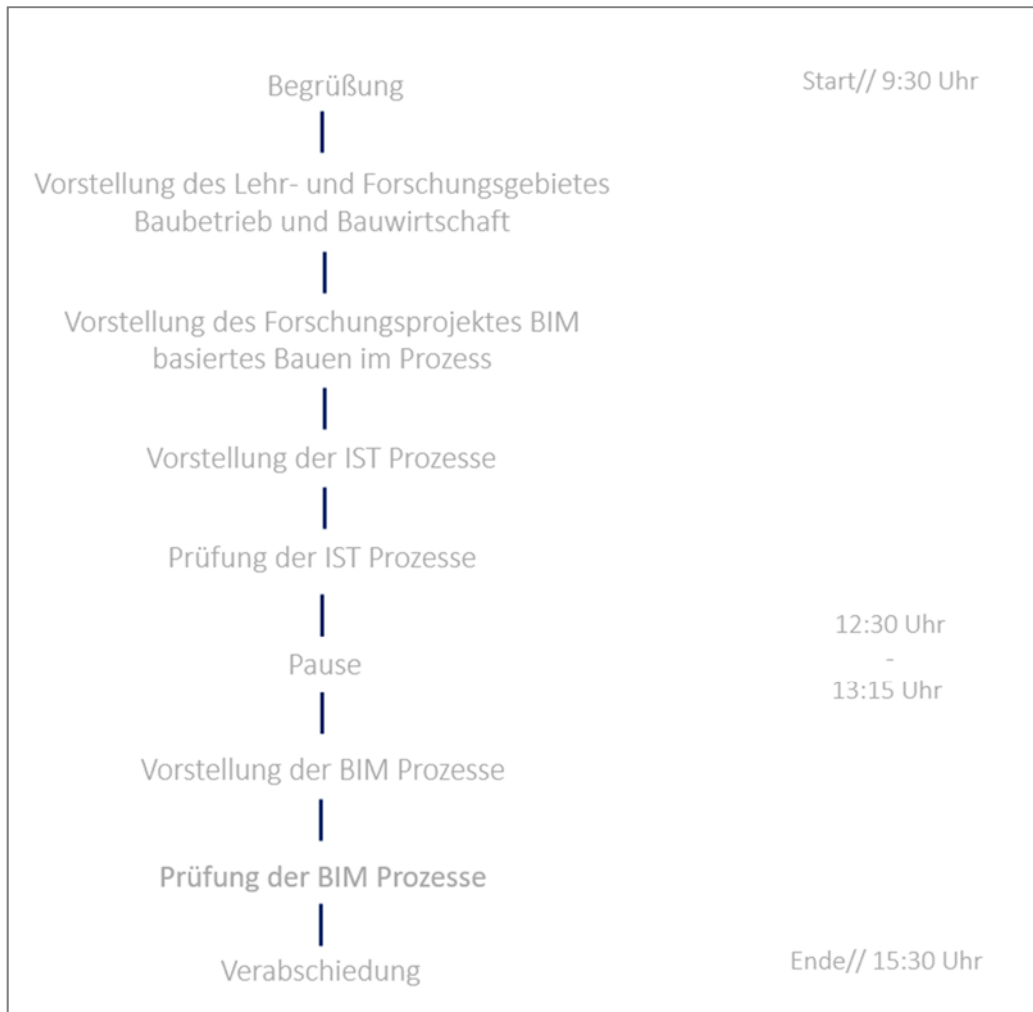 Begrüßung
Start// 9:30 Uhr
Vorstellung des Lehr- und Forschungsgebietes
Baubetrieb und Bauwirtschaft
Vorstellung des Forschungsprojektes BIM
basiertes Bauen im Prozess
Vorstellung der IST Prozesse
Prüfung der IST Prozesse
12:30 Uhr
-
Pause
13:15 Uhr
Vorstellung der BIM Prozesse
Prüfung der BIM Prozesse
Verabschiedung
Ende// 15:30 Uhr